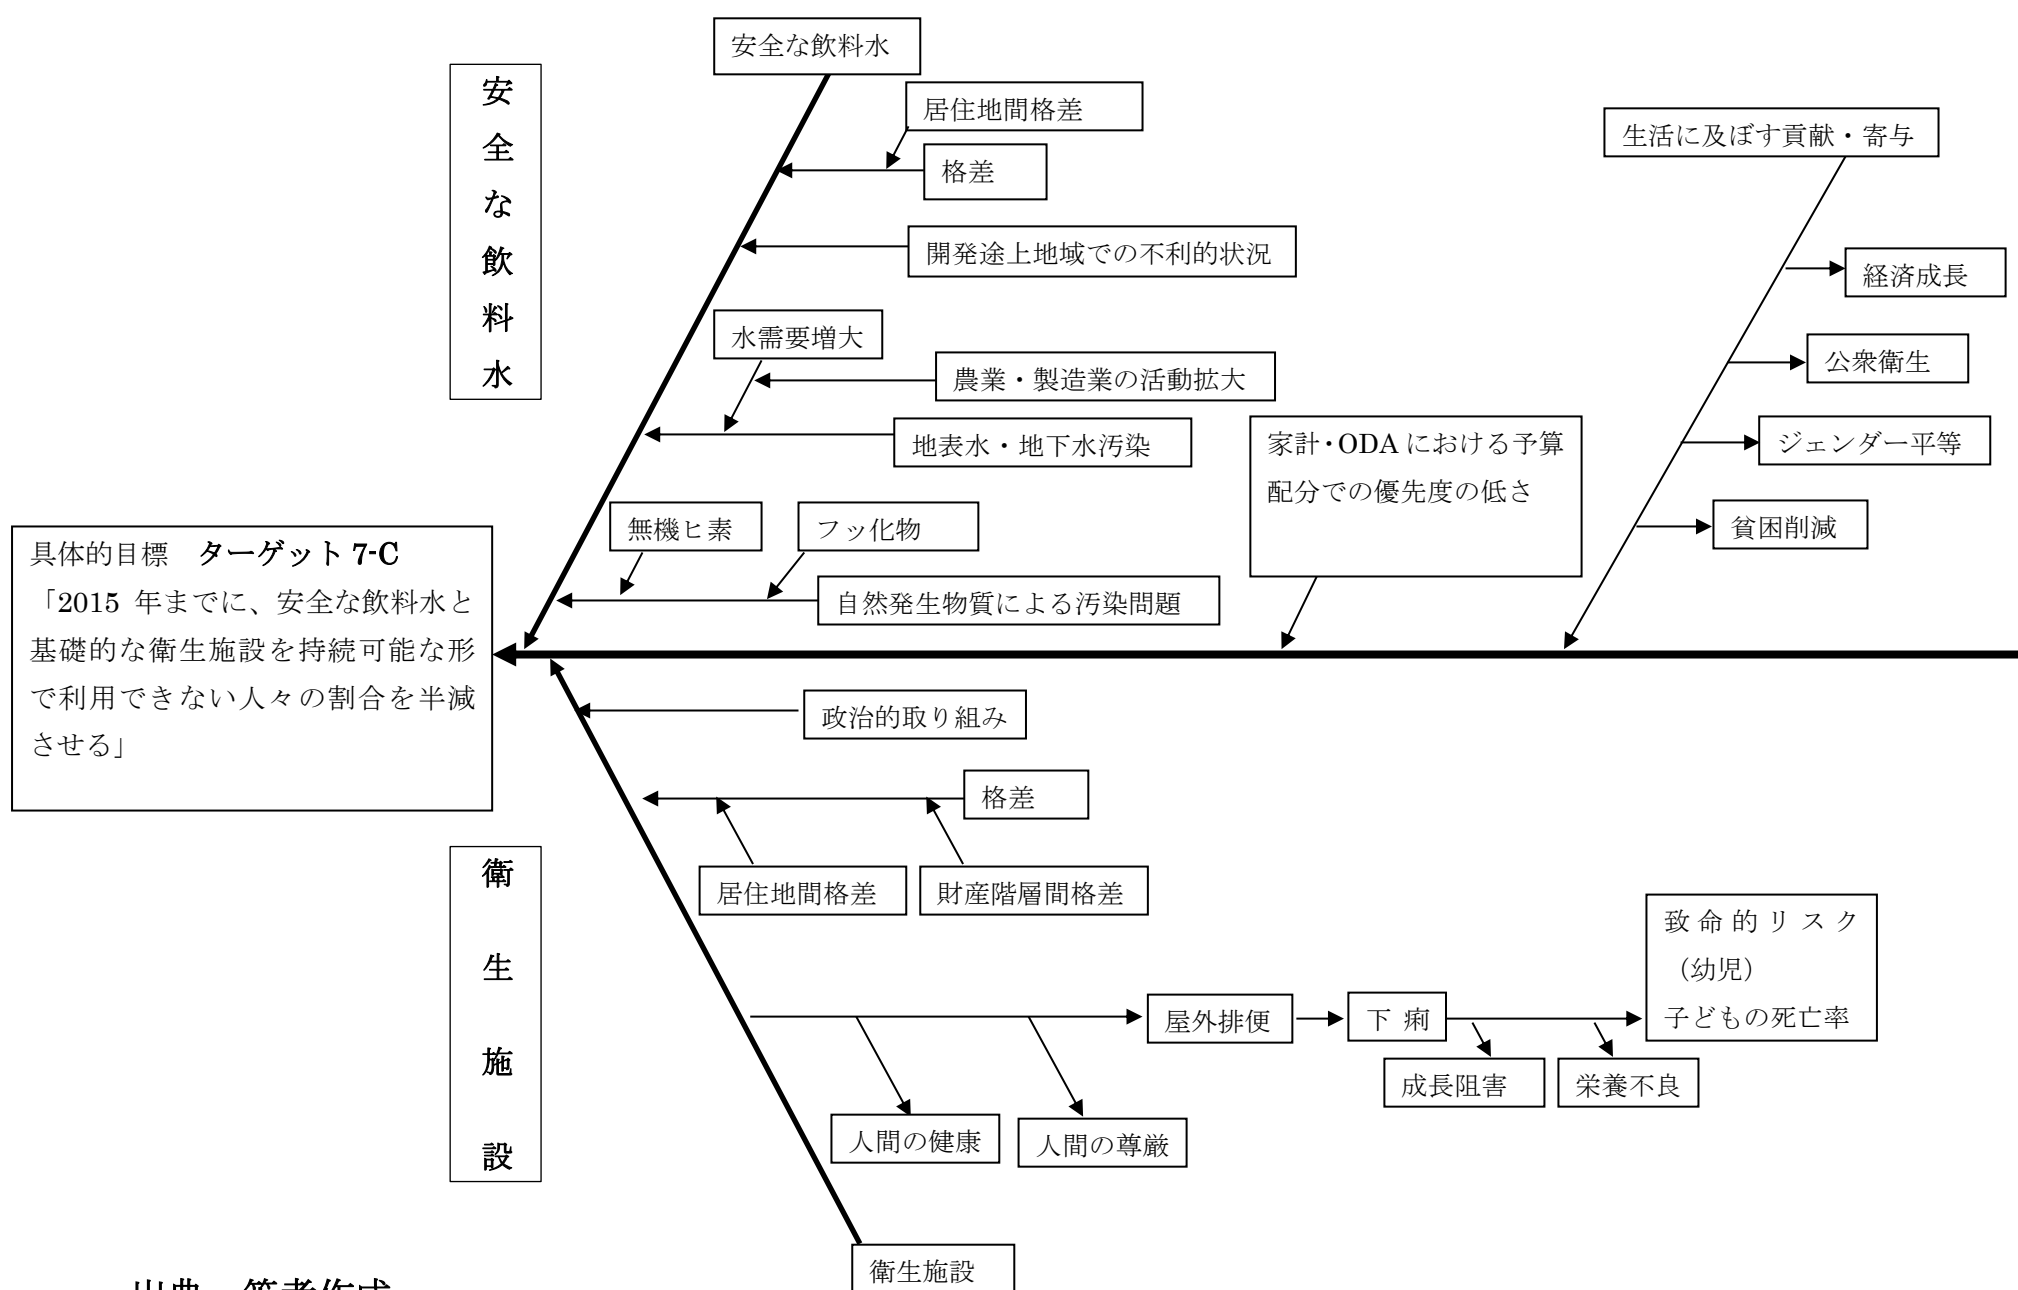 安全な飲料水
安全な飲料水
居住地間格差
格差
生活に及ぼす貢献・寄与
開発途上地域での不利的状況
経済成長
水需要増大
農業・製造業の活動拡大
公衆衛生
地表水・地下水汚染
家計・ODA における予算
配分での優先度の低さ
ジェンダー平等
無機ヒ素
フッ化物
貧困削減
具体的目標　ターゲット 7-C
「2015 年までに、安全な飲料水と
基礎的な衛生施設を持続可能な形
で利用できない人々の割合を半減
させる」
自然発生物質による汚染問題
政治的取り組み
格差
衛生施設
居住地間格差
財産階層間格差
致命的リスク
（幼児）
子どもの死亡率
屋外排便
下 痢
成長阻害
栄養不良
人間の健康
人間の尊厳
衛生施設
出典　筆者作成